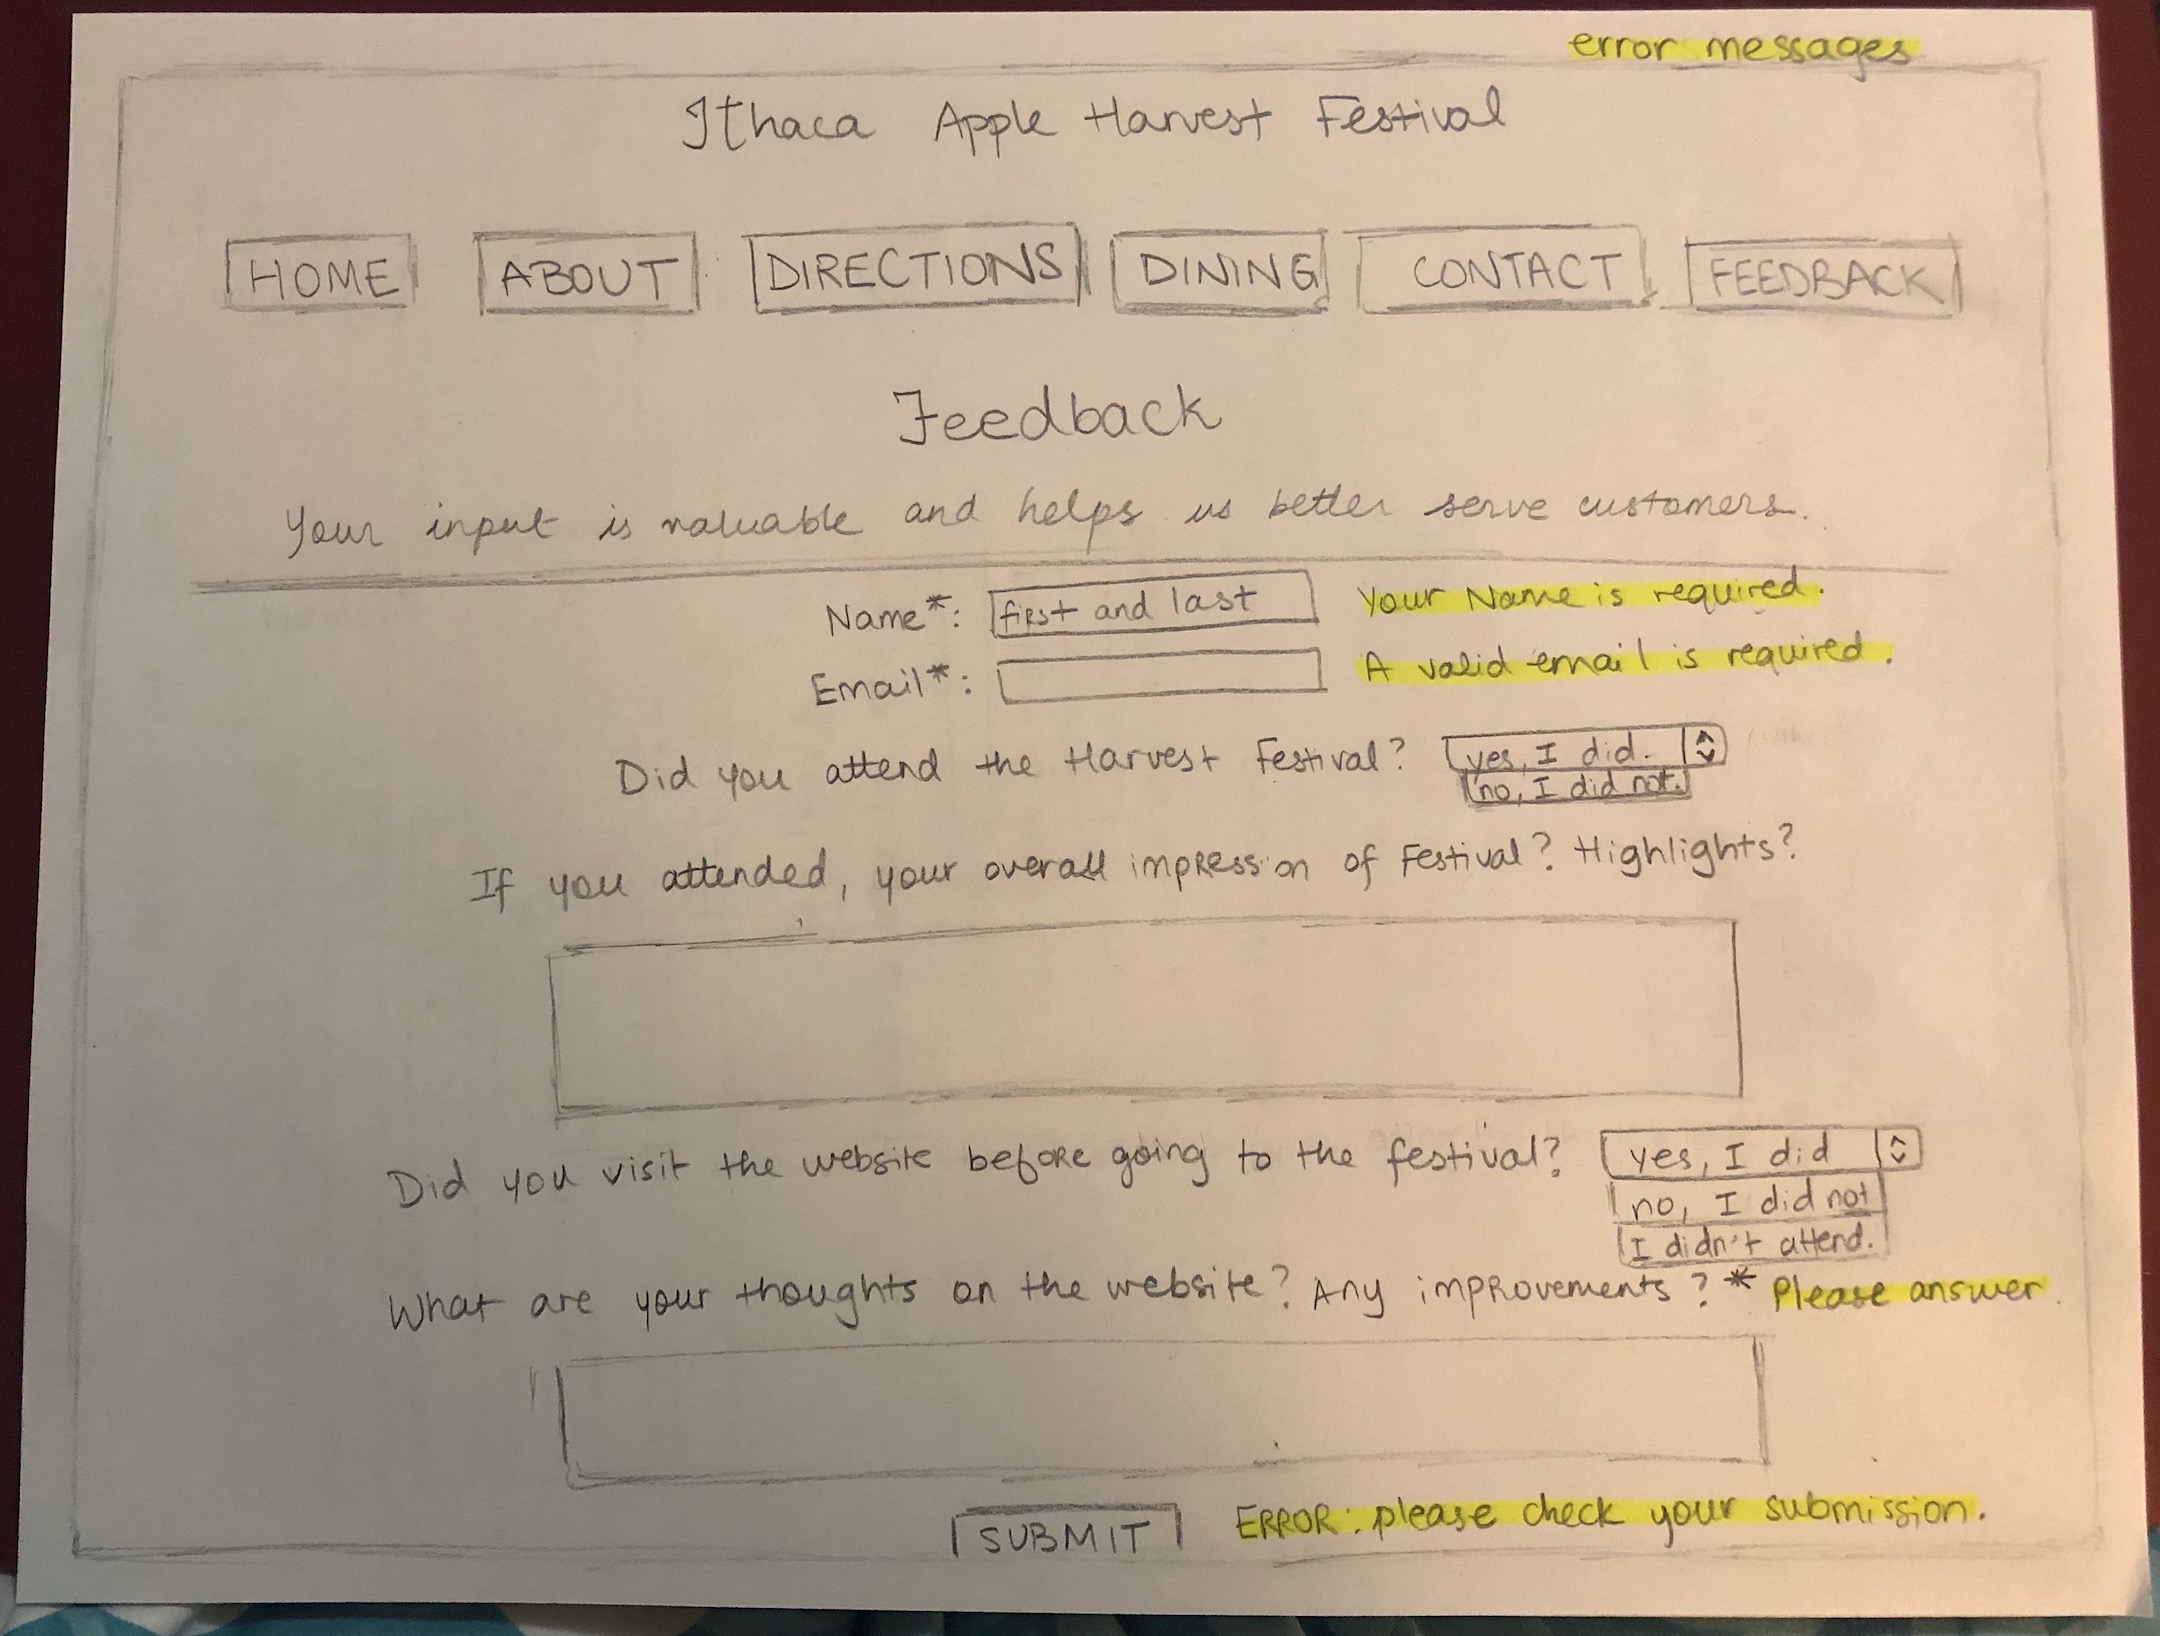 error messages
Ithaca Apple Harvest Festival
HOME ABOUT DIRECTIONS DINING CONTACT FEEDBACK
Feedback
Your input is valuable and helps us better serve customers.
Name*: first and last Your Name is required.
Email*: A valid email is required.
Did you attend the Harvest Festival? yes, I did.
no, I did not.
If you attended, your overall impression of Festival? Highlights?
Did you visit the website before going to the festival? yes, I did
no, I did not
I didn't attend.
What are your thoughts on the website? Any improvements?* Please answer.
SUBMIT ERROR: please check your submission.